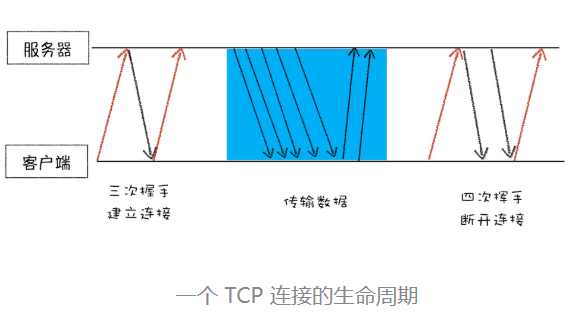 服务器
客户端
三次握手
建立连接
传输数据
四次挥手
断开连接
一个 TCP 连接的生命周期